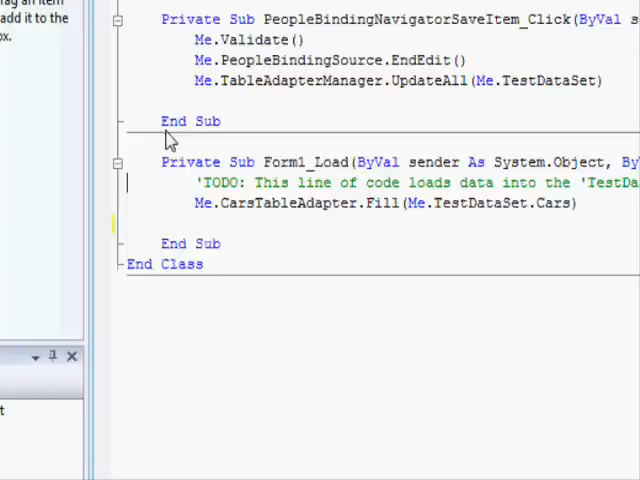 rag an item
add it to the
ox.
Private Sub PeopleBindingNavigatorSaveItem_Click(ByVal s
Me.Validate()
Me.PeopleBindingSource.EndEdit()
Me.TableAdapterManager.UpdateAll(Me.TestDataSet)
End Sub
Private Sub Form1_Load(ByVal sender As System.Object, By
'TODO: This line of code loads data into the 'TestDa
Me.CarsTableAdapter.Fill(Me.TestDataSet.Cars)
End Sub
End Class
t